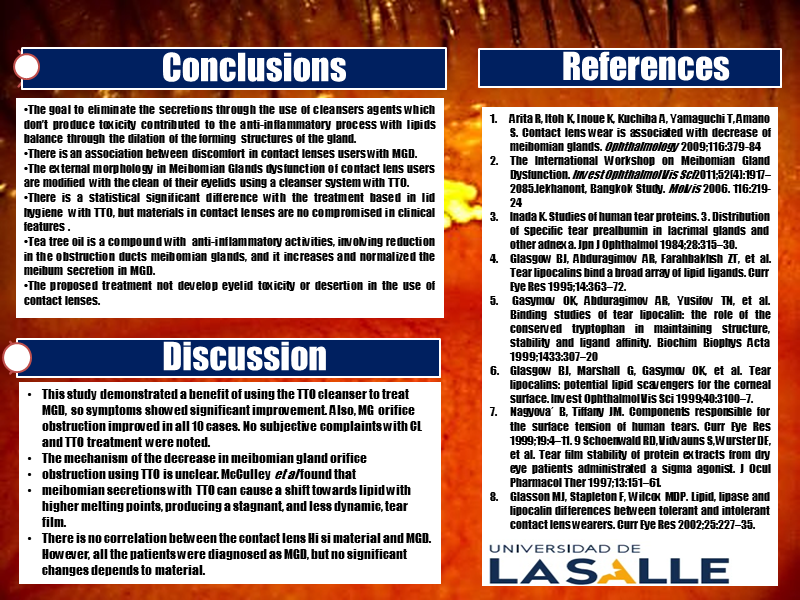 Conclusions
•The goal to eliminate the secretions through the use of cleansers agents which
don't produce toxicity contributed to the anti-inflammatory process with lipids
balance through the dilation of the forming structures of the gland.
•There is an association between discomfort in contact lenses users with MGD.
•The external morphology in Meibomian Glands dysfunction of contact lens users
are modified with the clean of their eyelids using a cleanser system with TTO.
•There is a statistical significant difference with the treatment based in lid
hygiene with TTO, but materials in contact lenses are no compromised in clinical
features .
•Tea tree oil is a compound with anti-inflammatory activities, involving reduction
in the obstruction ducts meibomian glands, and it increases and normalized the
meibum secretion in MGD.
•The proposed treatment not develop eyelid toxicity or desertion in the use of
contact lenses.
Discussion
• This study demonstrated a benefit of using the TTO cleanser to treat
MGD, so symptoms showed significant improvement. Also, MG orifice
obstruction improved in all 10 cases. No subjective complaints with CL
and TTO treatment were noted.
• The mechanism of the decrease in meibomian gland orifice
• obstruction using TTO is unclear. McCulley et al found that
• meibomian secretions with TTO can cause a shift towards lipid with
higher melting points, producing a stagnant, and less dynamic, tear
film.
• There is no correlation between the contact lens Hi si material and MGD.
However, all the patients were diagnosed as MGD, but no significant
changes depends to material.
References
1. Arita R, Itoh K, Inoue K, Kuchiba A, Yamaguchi T, Amano
S. Contact lens wear is associated with decrease of
meibomian glands. Ophthalmology 2009;116:379-84
2. The International Workshop on Meibomian Gland
Dysfunction. Invest Ophthalmol Vis Sci2011;52(4):1917–
2085.lekhanont, Bangkok Study. Mol vis 2006. 116:219-
24
3. Inada K. Studies of human tear proteins. 3. Distribution
of specific tear prealbumin in lacrimal glands and
other adnexa. Jpn J Ophthalmol 1984;28:315–30.
4. Glasgow BJ, Abduragimov AR, Farahbakhsh ZT, et al.
Tear lipocalins bind a broad array of lipid ligands. Curr
Eye Res 1995;14:363–72.
5. Gasymov OK, Abduragimov AR, Yusifov TN, et al.
Binding studies of tear lipocalin: the role of the
conserved tryptophan in maintaining structure,
stability and ligand affinity. Biochim Biophys Acta
1999;1433:307–20
6. Glasgow BJ, Marshall G, Gasymov OK, et al. Tear
lipocalins: potential lipid scavengers for the corneal
surface. Invest Ophthalmol Vis Sci 1999;40:3100–7.
7. Nagyova´ B, Tiffany JM. Components responsible for
the surface tension of human tears. Curr Eye Res
1999;19:4–11. 9 Schoenwald RD, Vidvauns S, Wurster DE,
et al. Tear film stability of protein extracts from dry
eye patients administrated a sigma agonist. J Ocul
Pharmacol Ther 1997;13:151–61.
8. Glasson MJ, Stapleton F, Wilcox MDP. Lipid, lipase and
lipocalin differences between tolerant and intolerant
contact lens wearers. Curr Eye Res 2002;25:227–35.
UNIVERSIDAD DE
LASALLE